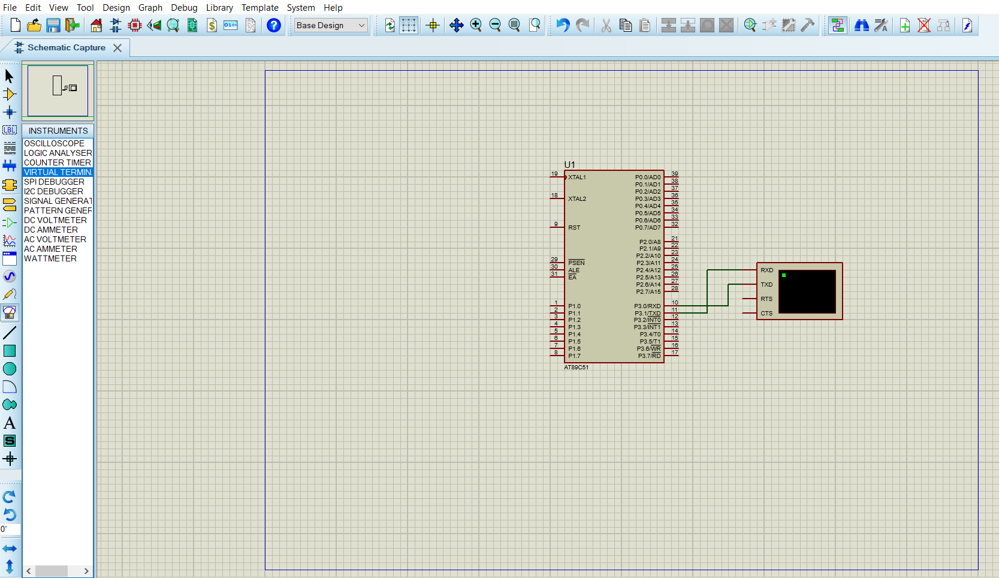 File Edit View Tool Design Graph Debug Library Template System Help
$ 0101 ? Base Design
Schematic Capture
LBL
INSTRUMENTS
OSCILLOSCOPE
LOGIC ANALYSER
COUNTER TIMER
VIRTUAL TERMIN
SPI DEBUGGER
I2C DEBUGGER
SIGNAL GENERAT
PATTERN GENER
DC VOLTMETER
DC AMMETER
AC VOLTMETER
AC AMMETER
WATTMETER
A
S
0°
U1
19 XTAL1 P0.0/AD0 39
P0.1/AD1 38
P0.2/AD2 37
18 XTAL2 P0.3/AD3 36
P0.4/AD4 35
P0.5/AD5 34
P0.6/AD6 33
9 RST P0.7/AD7 32
P2.0/A8 21
P2.1/A9 22
P2.2/A10 23
29 PSEN P2.3/A11 24
30 ALE P2.4/A12 25
31 EA P2.5/A13 26
P2.6/A14 27
P2.7/A15 28
1 P1.0 P3.0/RXD 10
2 P1.1 P3.1/TXD 11
3 P1.2 P3.2/INT0 12
4 P1.3 P3.3/INT1 13
5 P1.4 P3.4/T0 14
6 P1.5 P3.5/T1 15
7 P1.6 P3.6/WR 16
8 P1.7 P3.7/RD 17
AT89C51
RXD
TXD
RTS
CTS